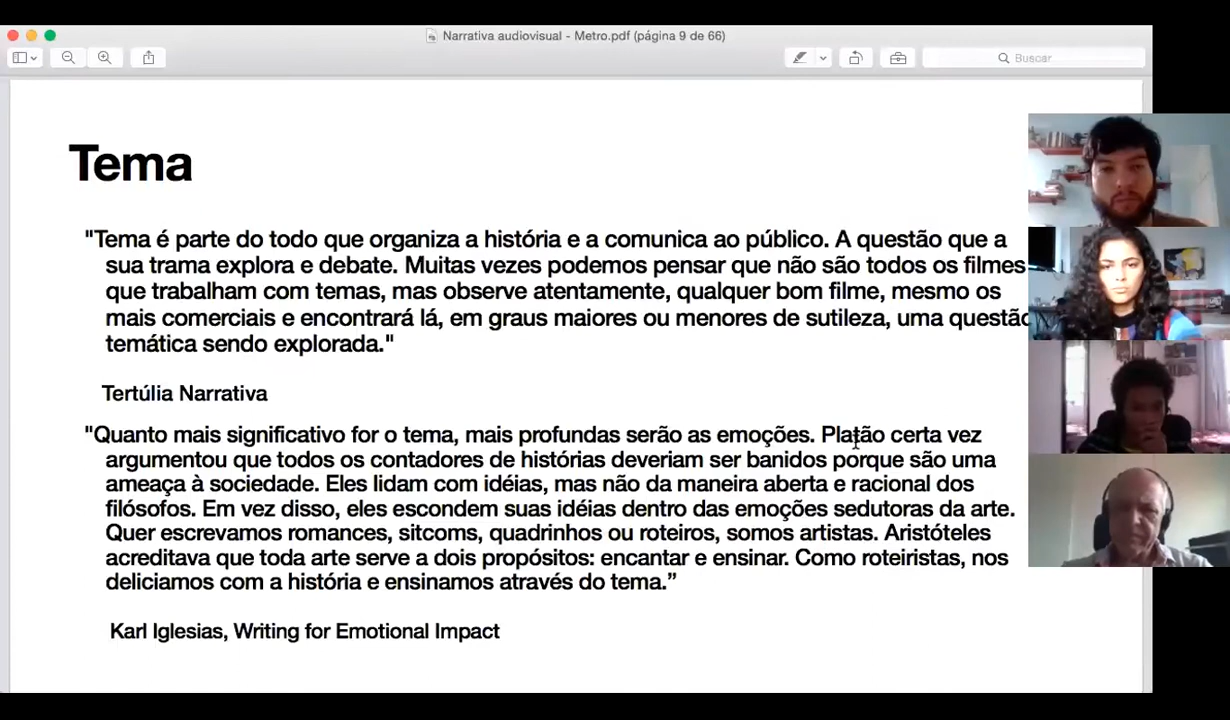 Narrativa audiovisual - Metro.pdf (página 9 de 66)
Buscar
Tema
"Tema é parte do todo que organiza a história e a comunica ao público. A questão que a
sua trama explora e debate. Muitas vezes podemos pensar que não são todos os filmes
que trabalham com temas, mas observe atentamente, qualquer bom filme, mesmo os
mais comerciais e encontrará lá, em graus maiores ou menores de sutileza, uma questão
temática sendo explorada."
Tertúlia Narrativa
"Quanto mais significativo for o tema, mais profundas serão as emoções. Platão certa vez
argumentou que todos os contadores de histórias deveriam ser banidos porque são uma
ameaça à sociedade. Eles lidam com idéias, mas não da maneira aberta e racional dos
filósofos. Em vez disso, eles escondem suas idéias dentro das emoções sedutoras da arte.
Quer escrevamos romances, sitcoms, quadrinhos ou roteiros, somos artistas. Aristóteles
acreditava que toda arte serve a dois propósitos: encantar e ensinar. Como roteiristas, nos
deliciamos com a história e ensinamos através do tema.”
Karl Iglesias, Writing for Emotional Impact